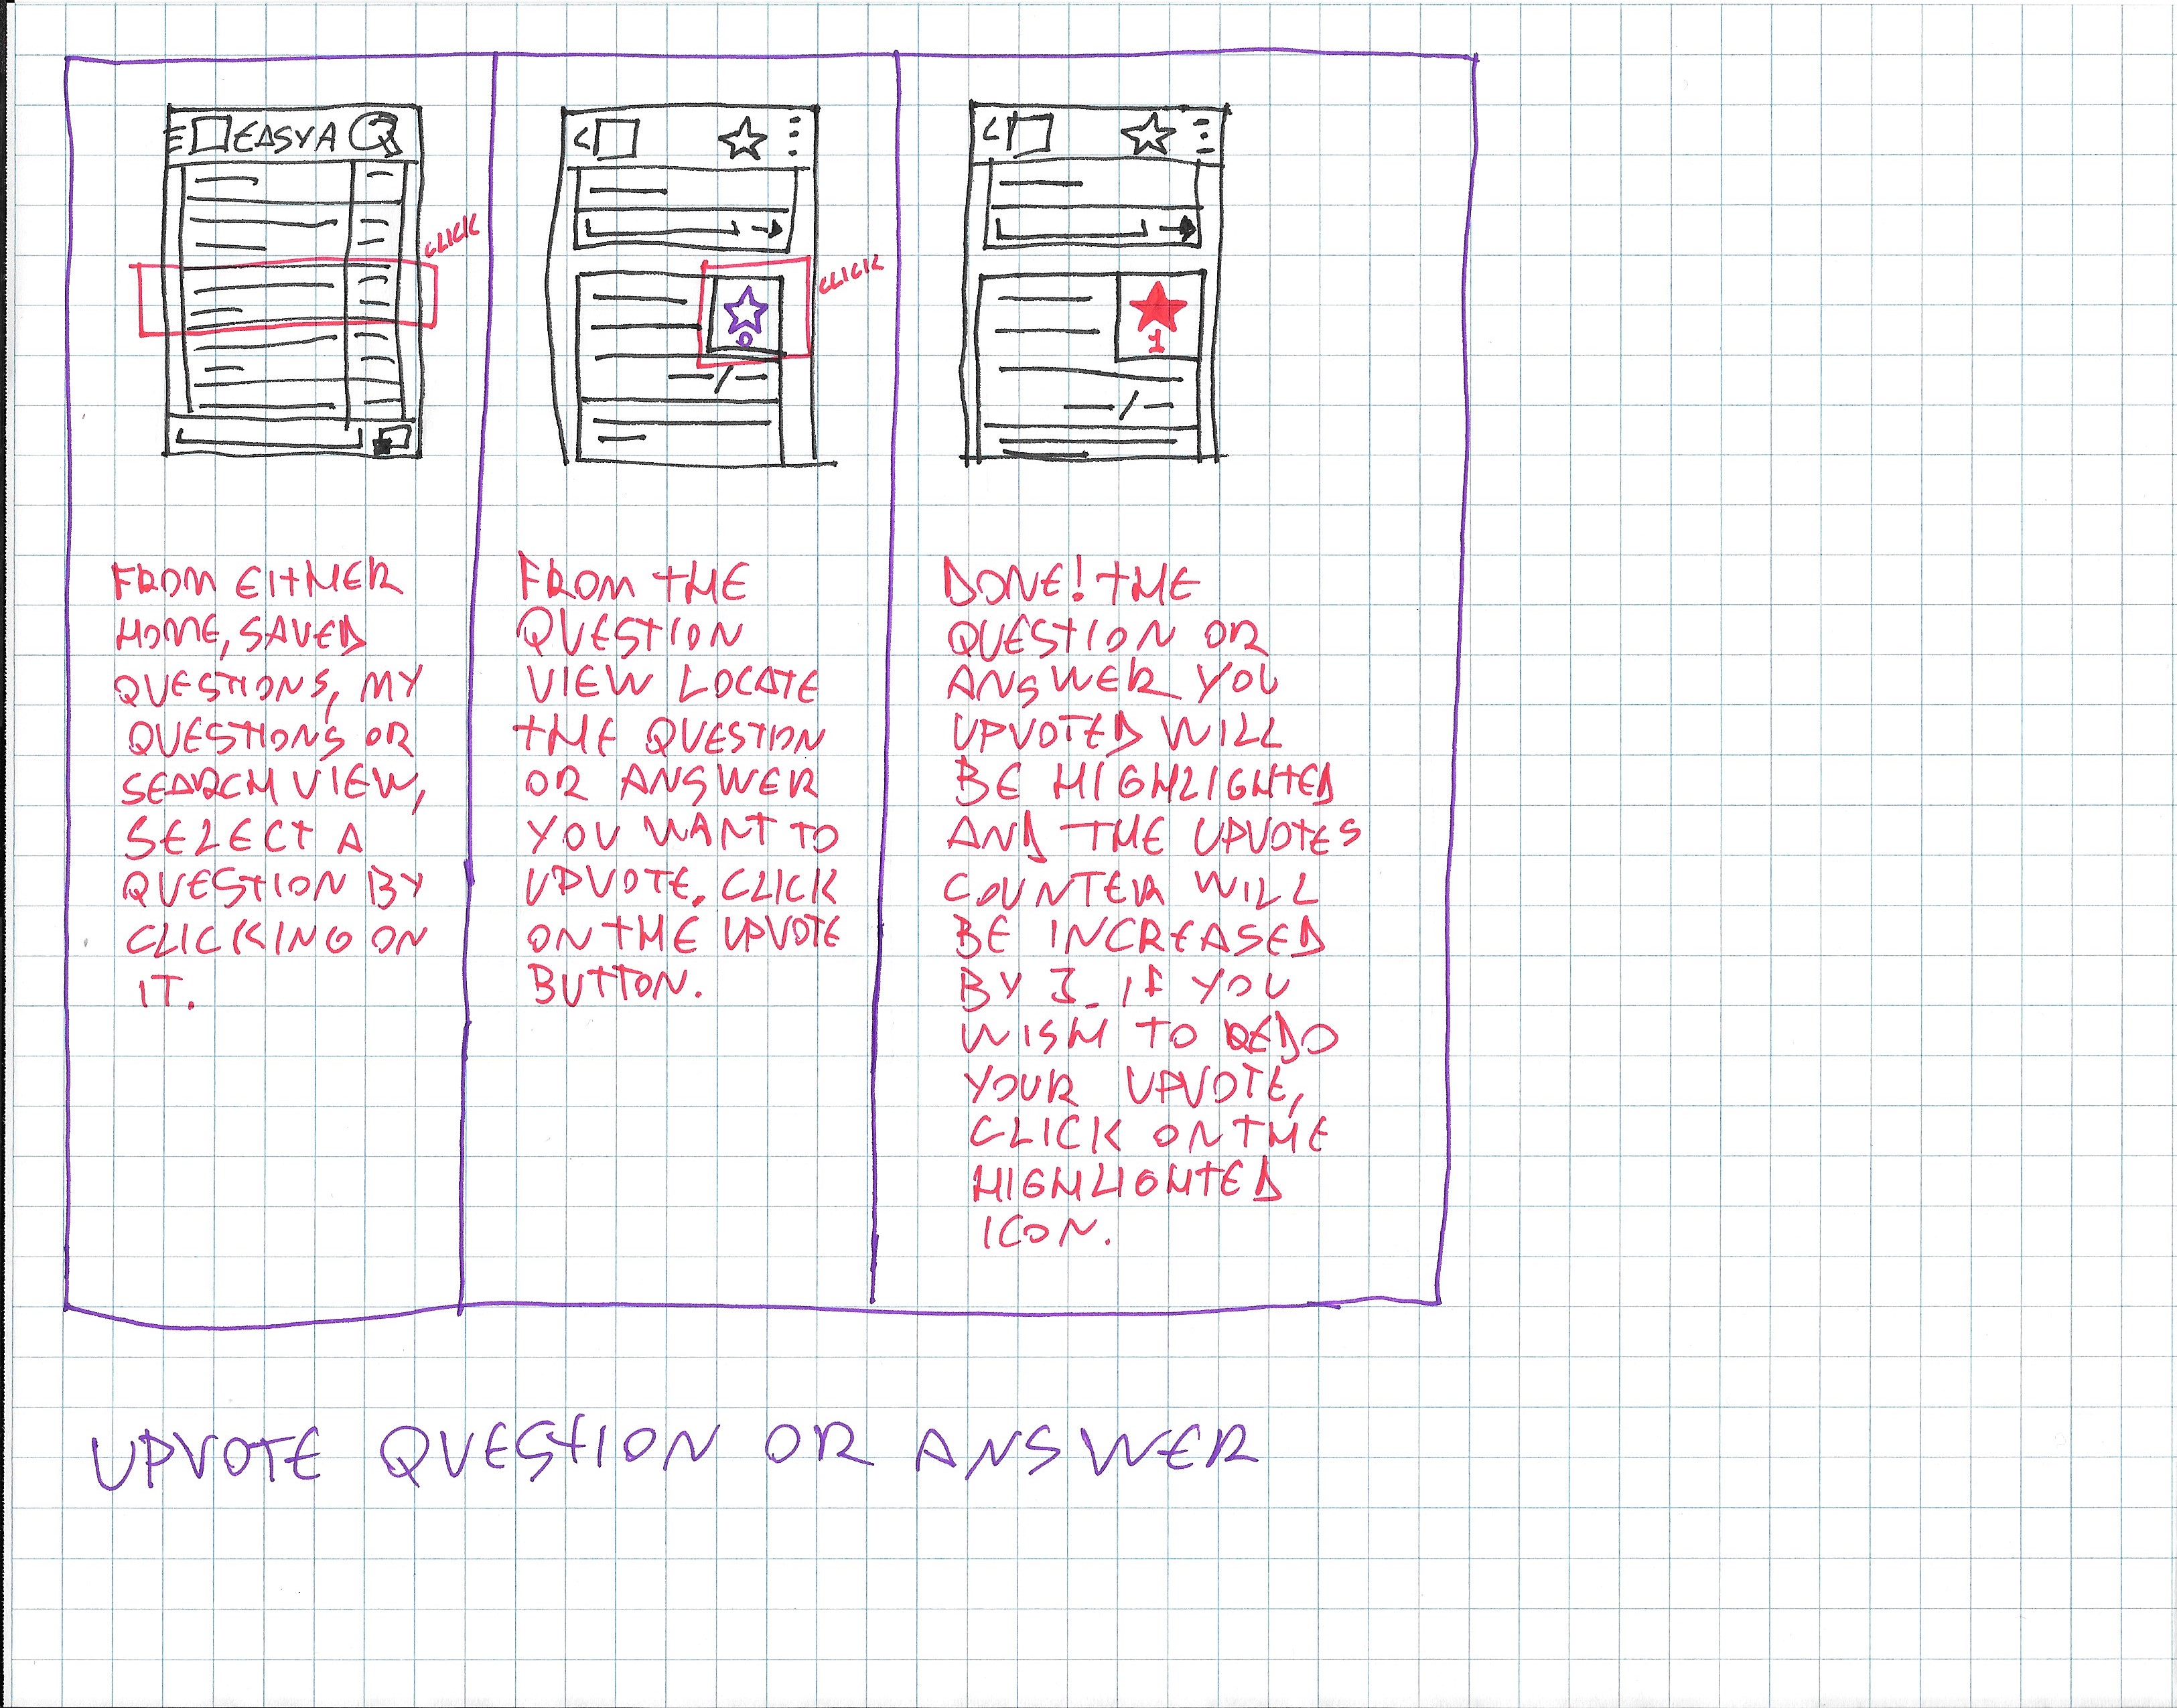 EASYA Q
CLICK
FROM EITHER
HOME, SAVED
QUESTIONS, MY
QUESTIONS OR
SEARCH VIEW,
SELECT A
QUESTION BY
CLICKING ON
IT.
0
CLICK
FROM THE
QUESTION
VIEW LOCATE
THE QUESTION
OR ANSWER
YOU WANT TO
UPVOTE. CLICK
ON THE UPVOTE
BUTTON.
1
DONE! THE
QUESTION OR
ANSWER YOU
UPVOTED WILL
BE HIGHLIGHTED
AND THE UPVOTES
COUNTER WILL
BE INCREASED
BY 1. IF YOU
WISH TO REDO
YOUR UPVOTE,
CLICK ON THE
HIGHLIGHTED
ICON.
UPVOTE QUESTION OR ANSWER